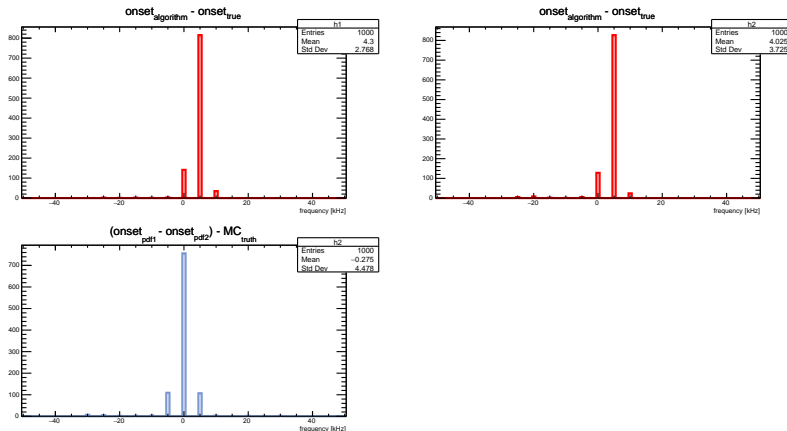 onset_algorithm - onset_true
h1
Entries 1000
Mean 4.3
Std Dev 2.768
800
700
600
500
400
300
200
100
0
−40 −20 0 20 40
frequency [kHz]
onset_algorithm - onset_true
h2
Entries 1000
Mean 4.025
Std Dev 3.725
800
700
600
500
400
300
200
100
0
−40 −20 0 20 40
frequency [kHz]
(onset_pdf1 - onset_pdf2) - MC_truth
h2
Entries 1000
Mean −0.275
Std Dev 4.478
700
600
500
400
300
200
100
0
−40 −20 0 20 40
frequency [kHz]